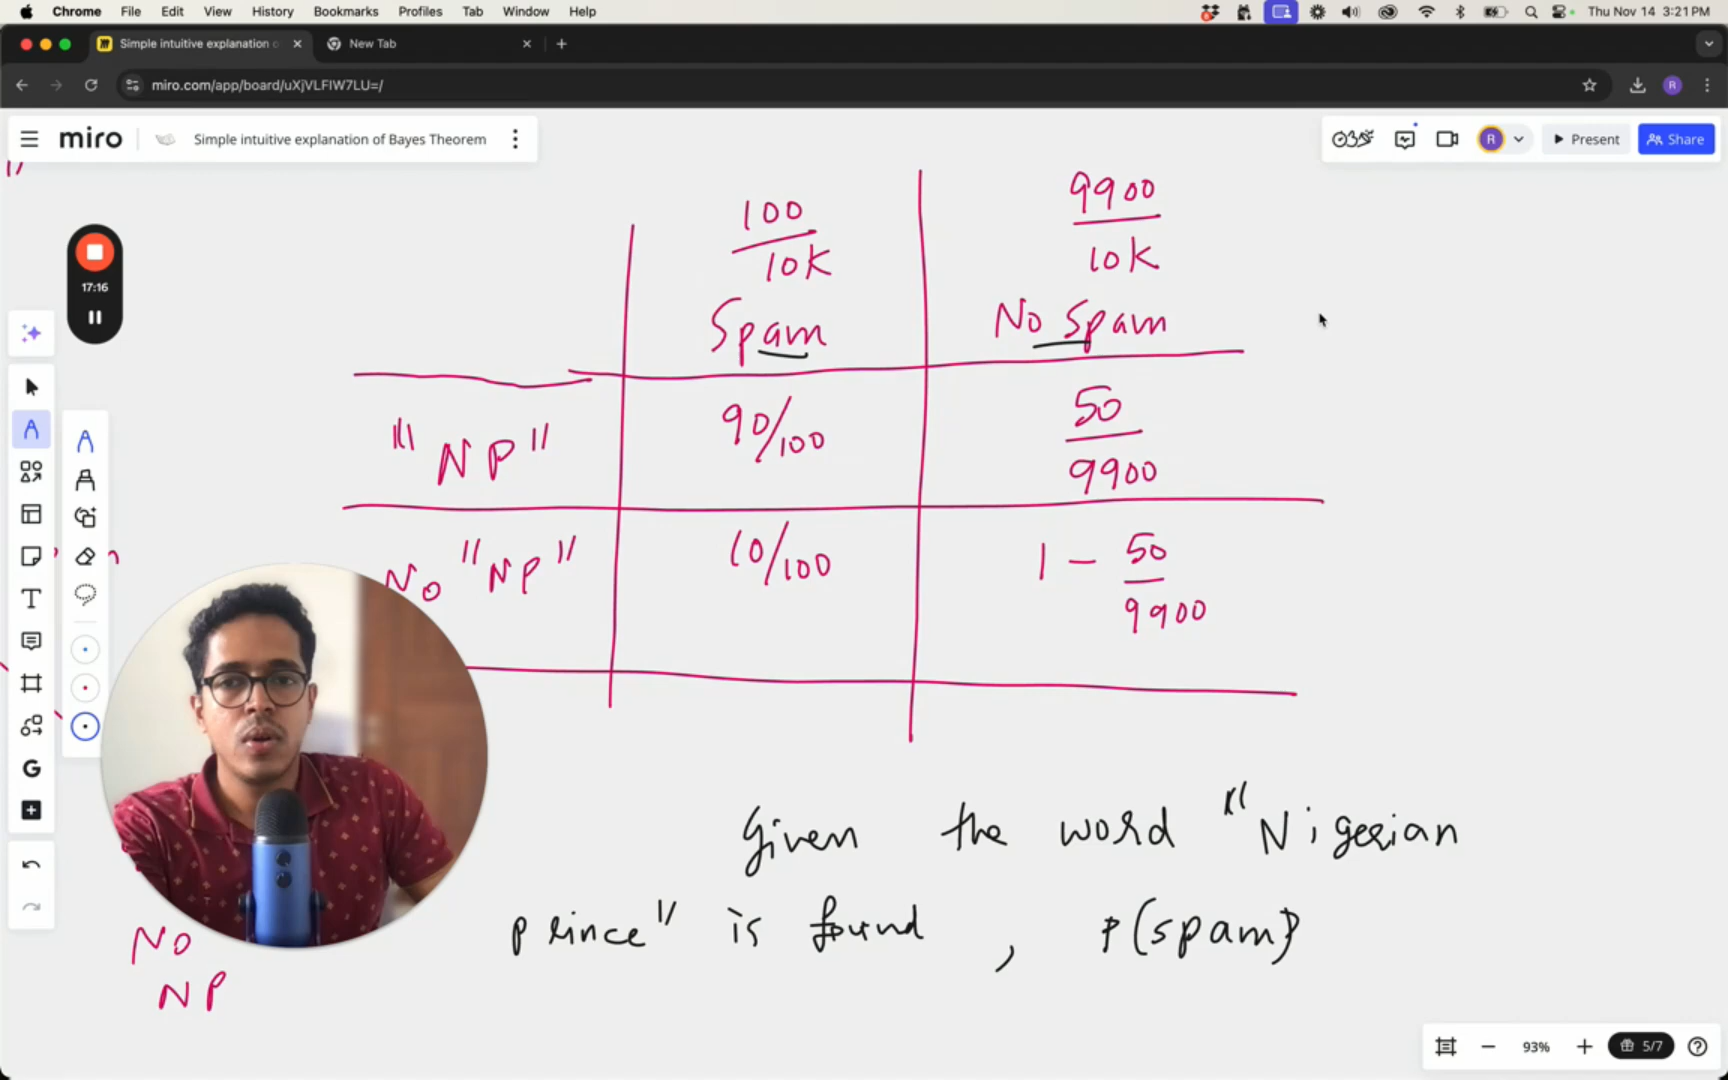 Chrome File Edit View History Bookmarks Profiles Tab Window Help Thu Nov 14 3:21 PM
Simple intuitive explanation o New Tab
miro.com/app/board/uXjVLFIW7LU=/ R
miro Simple intuitive explanation of Bayes Theorem R Present Share
17:16
100 9900
10K 10K
Spam No Spam
"NP" 90/100 50
9900
No "NP" 10/100 1 - 50
9900
Given the word "Nigerian
prince" is found , P(spam)
No
NP
93% 5/7